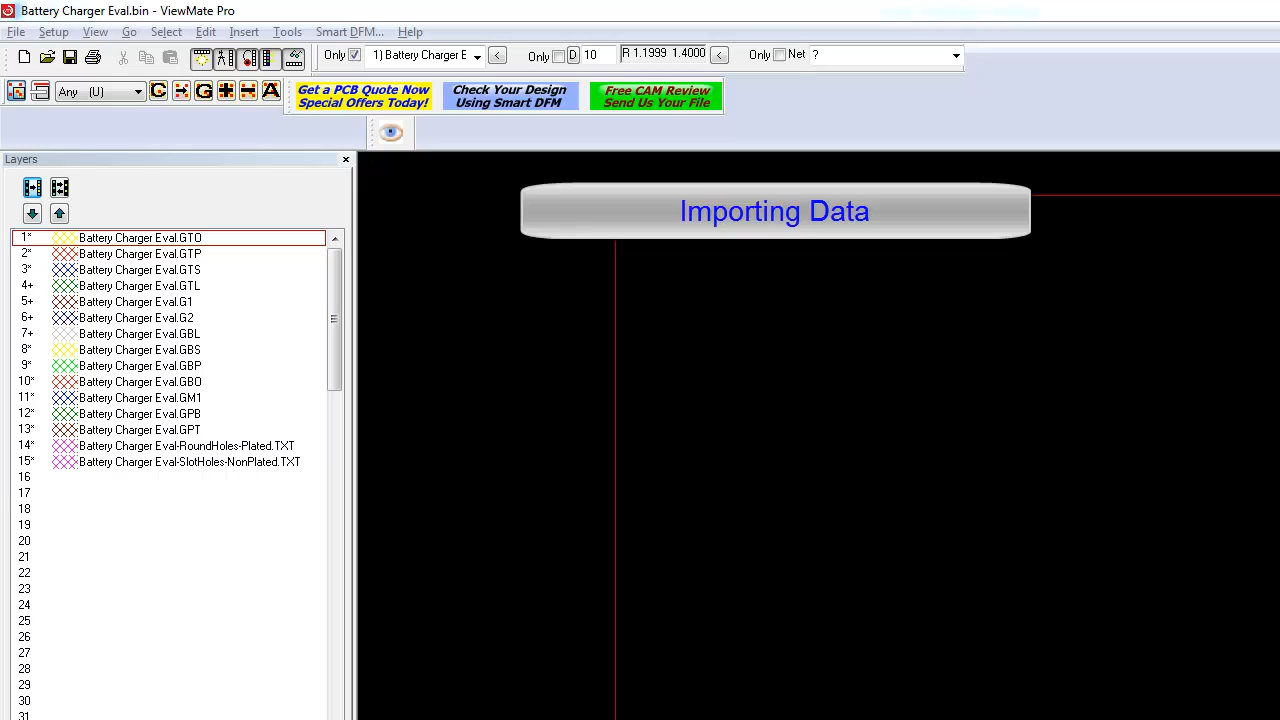 Battery Charger Eval.bin - ViewMate Pro
File Setup View Go Select Edit Insert Tools Smart DFM... Help
Only 1) Battery Charger E < Only D 10 R 1.1999 1.4000 < Only Net ?
Any (U) C G A
Get a PCB Quote Now
Special Offers Today!
Check Your Design
Using Smart DFM
Free CAM Review
Send Us Your File
Layers
Importing Data
1* Battery Charger Eval.GTO
2* Battery Charger Eval.GTP
3* Battery Charger Eval.GTS
4+ Battery Charger Eval.GTL
5+ Battery Charger Eval.G1
6+ Battery Charger Eval.G2
7+ Battery Charger Eval.GBL
8* Battery Charger Eval.GBS
9* Battery Charger Eval.GBP
10* Battery Charger Eval.GBO
11* Battery Charger Eval.GM1
12* Battery Charger Eval.GPB
13* Battery Charger Eval.GPT
14* Battery Charger Eval-RoundHoles-Plated.TXT
15* Battery Charger Eval-SlotHoles-NonPlated.TXT
16
17
18
19
20
21
22
23
24
25
26
27
28
29
30
31